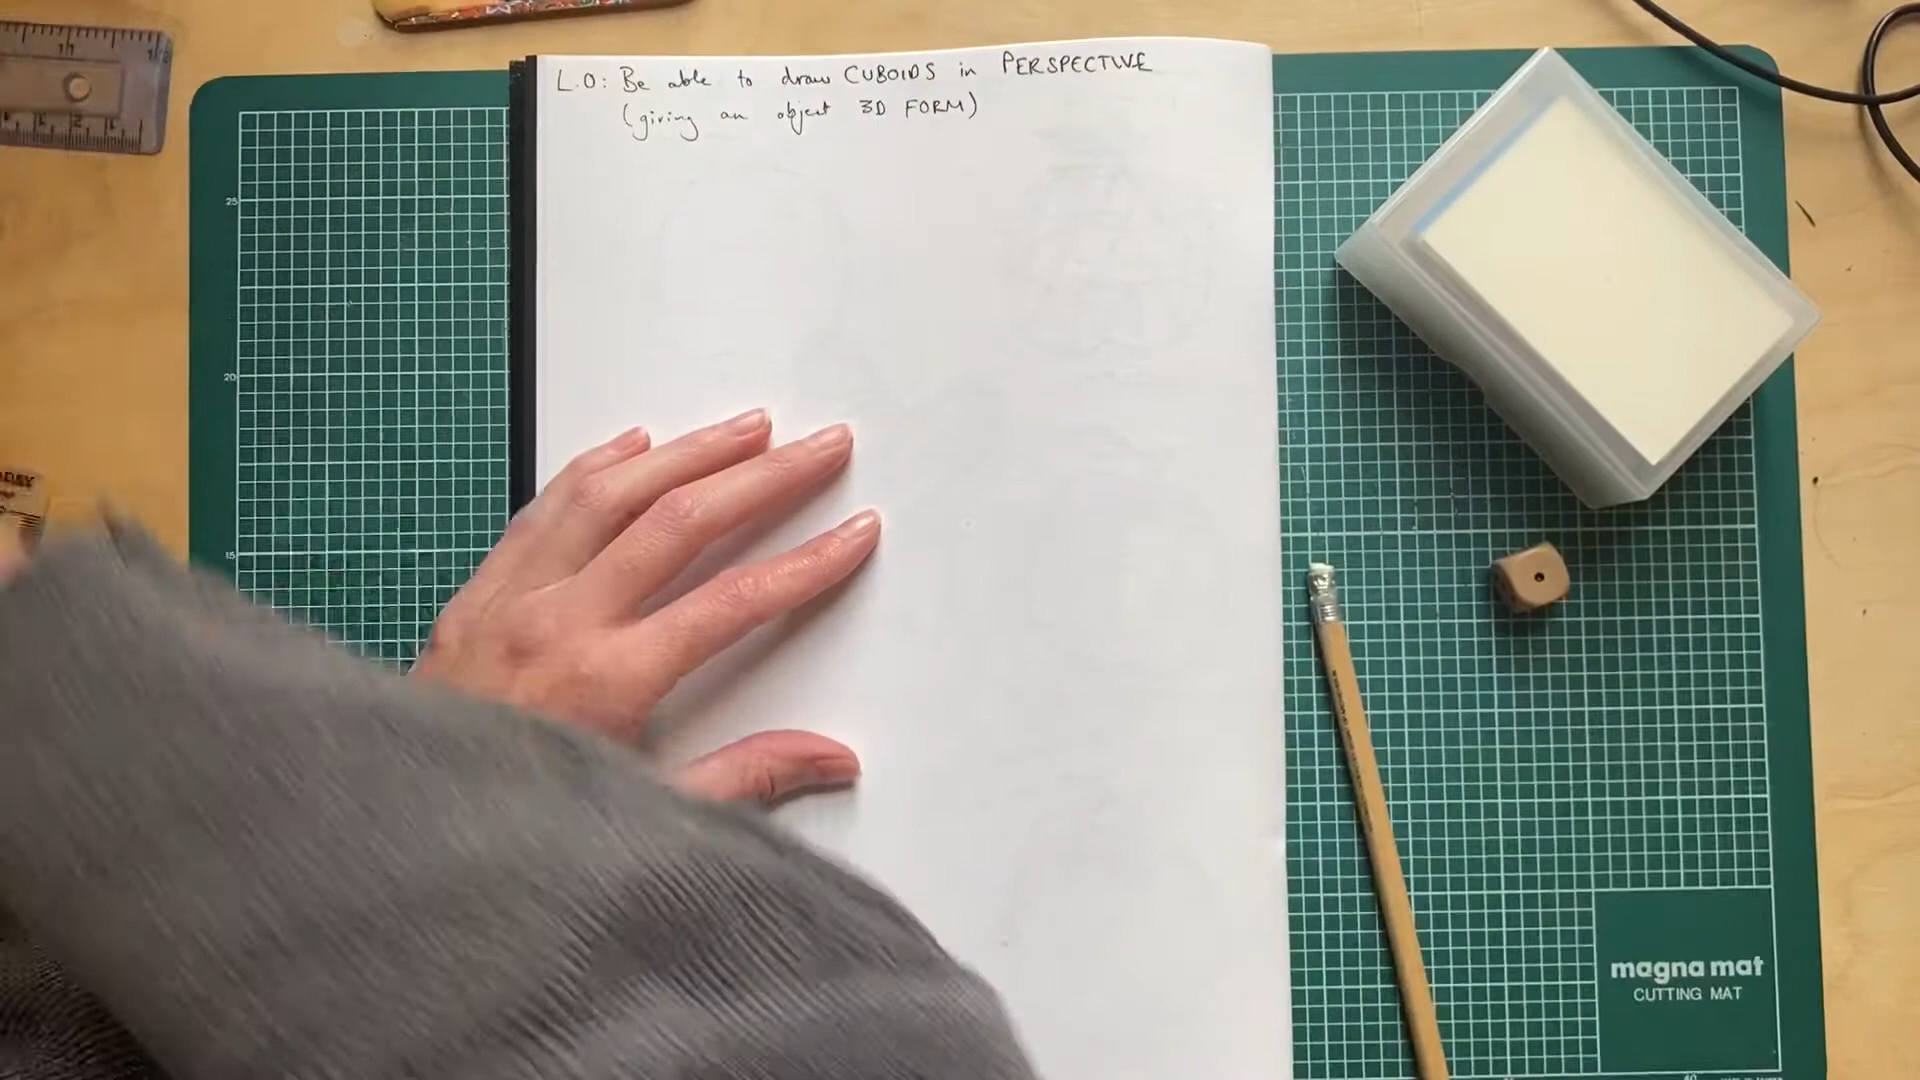 L.O: Be able to draw CUBOIDS in PERSPECTIVE
(giving an object 3D FORM)
25
20
15
magna mat
CUTTING MAT
11